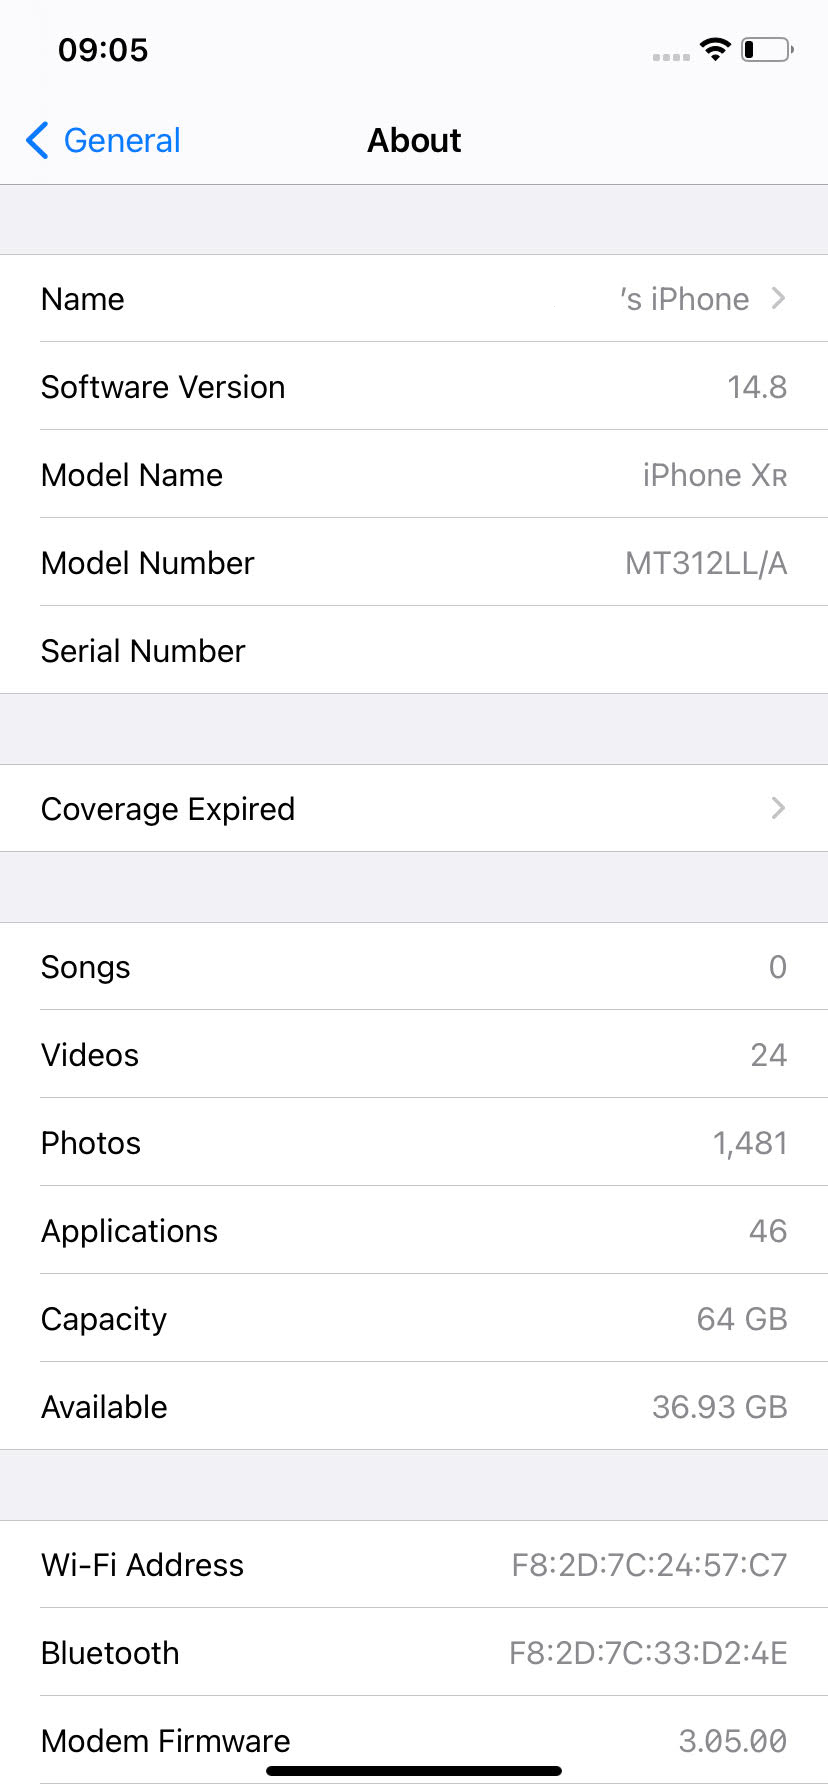 09:05
General
About
Name
's iPhone
Software Version
14.8
Model Name
iPhone XR
Model Number
MT312LL/A
Serial Number
Coverage Expired
Songs
0
Videos
24
Photos
1,481
Applications
46
Capacity
64 GB
Available
36.93 GB
Wi-Fi Address
F8:2D:7C:24:57:C7
Bluetooth
F8:2D:7C:33:D2:4E
Modem Firmware
3.05.00